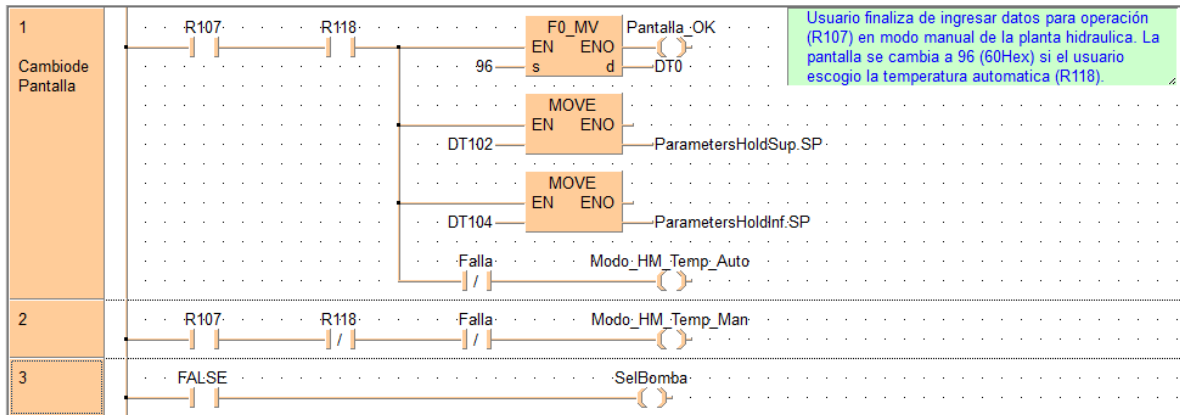 1
Cambiode
Pantalla
R107
R118
F0_MV
EN ENO
s d
96
Pantalla_OK
DT0
Usuario finaliza de ingresar datos para operación
(R107) en modo manual de la planta hidraulica. La
pantalla se cambia a 96 (60Hex) si el usuario
escogio la temperatura automatica (R118).
MOVE
EN ENO
DT102
ParametersHoldSup.SP
MOVE
EN ENO
DT104
ParametersHoldInf.SP
Falla
Modo_HM_Temp_Auto
2
R107
R118
Falla
Modo_HM_Temp_Man
3
FALSE
SelBomba